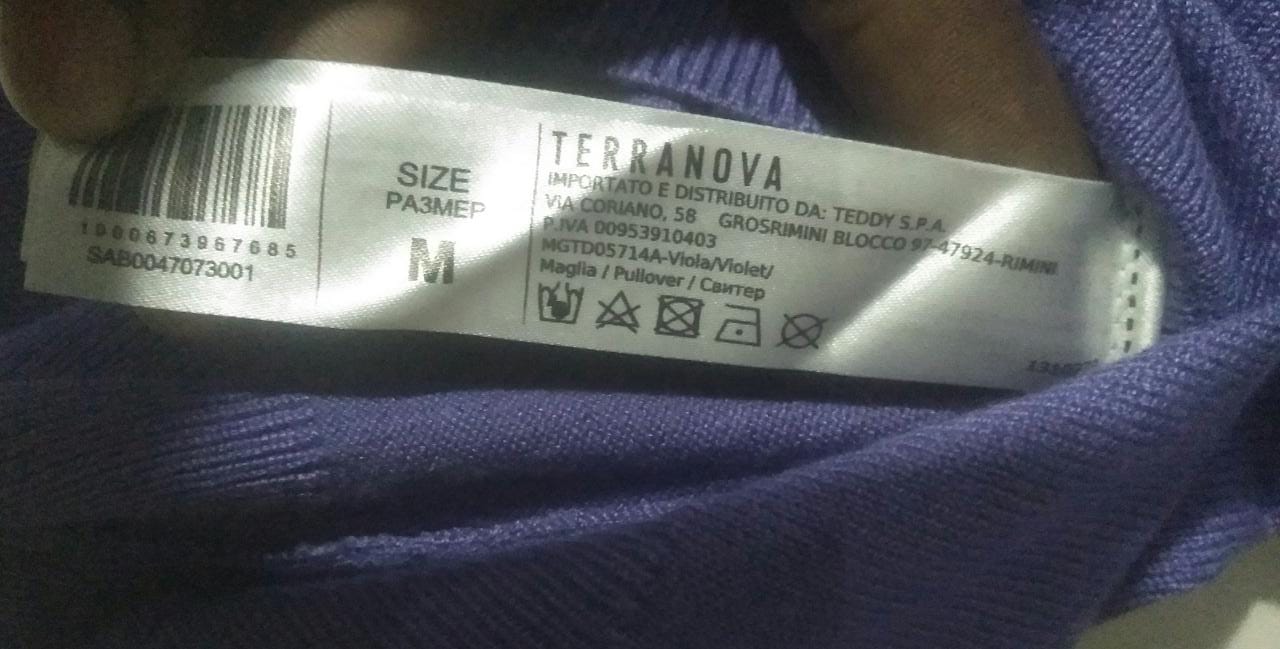 1000673967685
SAB0047073001
SIZE
PA3MEP
M
TERRANOVA
IMPORTATO E DISTRIBUITO DA: TEDDY S.P.A.
VIA CORIANO, 58 GROSRIMINI BLOCCO 97-47924-RIMINI
P.IVA 00953910403
MGTD05714A-Viola/Violet/
Maglia / Pullover / Свитер